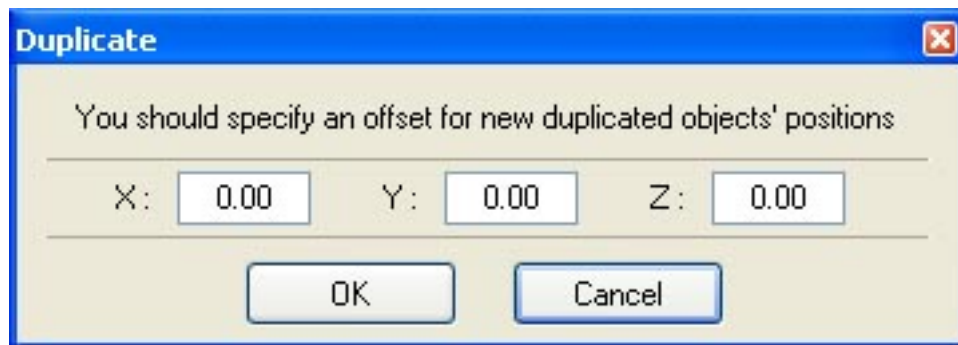 Duplicate
You should specify an offset for new duplicated objects' positions
X: 0.00 Y: 0.00 Z: 0.00
OK Cancel